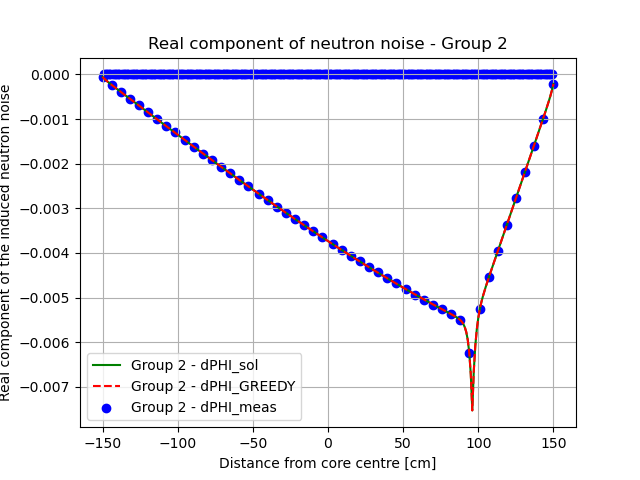 Real component of neutron noise - Group 2
Real component of the induced neutron noise
0.000
−0.001
−0.002
−0.003
−0.004
−0.005
−0.006
−0.007
Group 2 - dPHI_sol
Group 2 - dPHI_GREEDY
Group 2 - dPHI_meas
−150
−100
−50
0
50
100
150
Distance from core centre [cm]